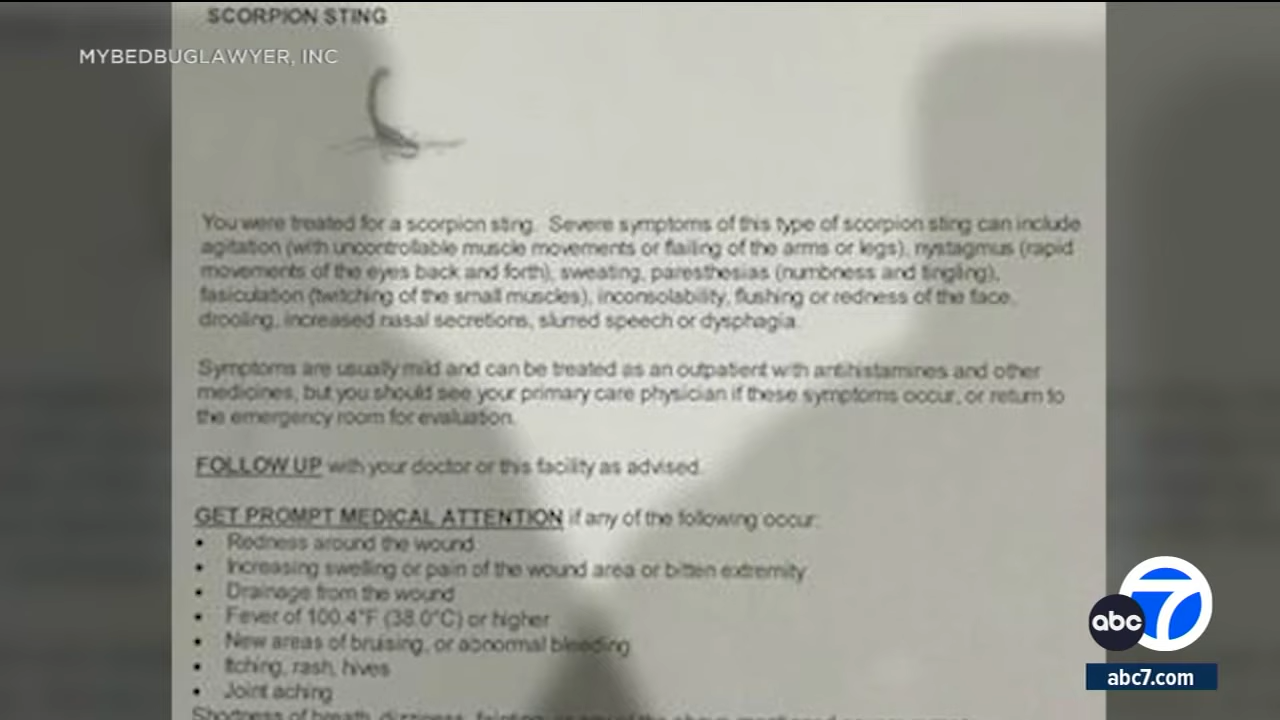 SCORPION STING
MYBEDBUGLAWYER, INC
You were treated for a scorpion sting. Severe symptoms of this type of scorpion sting can include
agitation (with uncontrollable muscle movements or flailing of the arms or legs), nystagmus (rapid
movements of the eyes back and forth), sweating, paresthesias (numbness and tingling),
fasiculation (twitching of the small muscles), inconsolability, flushing or redness of the face,
drooling, increased nasal secretions, slurred speech or dysphagia.
Symptoms are usually mild and can be treated as an outpatient with antihistamines and other
medicines, but you should see your primary care physician if these symptoms occur, or return to
the emergency room for evaluation.
FOLLOW UP with your doctor or this facility as advised.
GET PROMPT MEDICAL ATTENTION if any of the following occur:
• Redness around the wound
• Increasing swelling or pain of the wound area or bitten extremity
• Drainage from the wound
• Fever of 100.4°F (38.0°C) or higher
• New areas of bruising, or abnormal bleeding
• Itching, rash, hives
• Joint aching
Shortness of breath, dizziness, fainting
abc 7
abc7.com